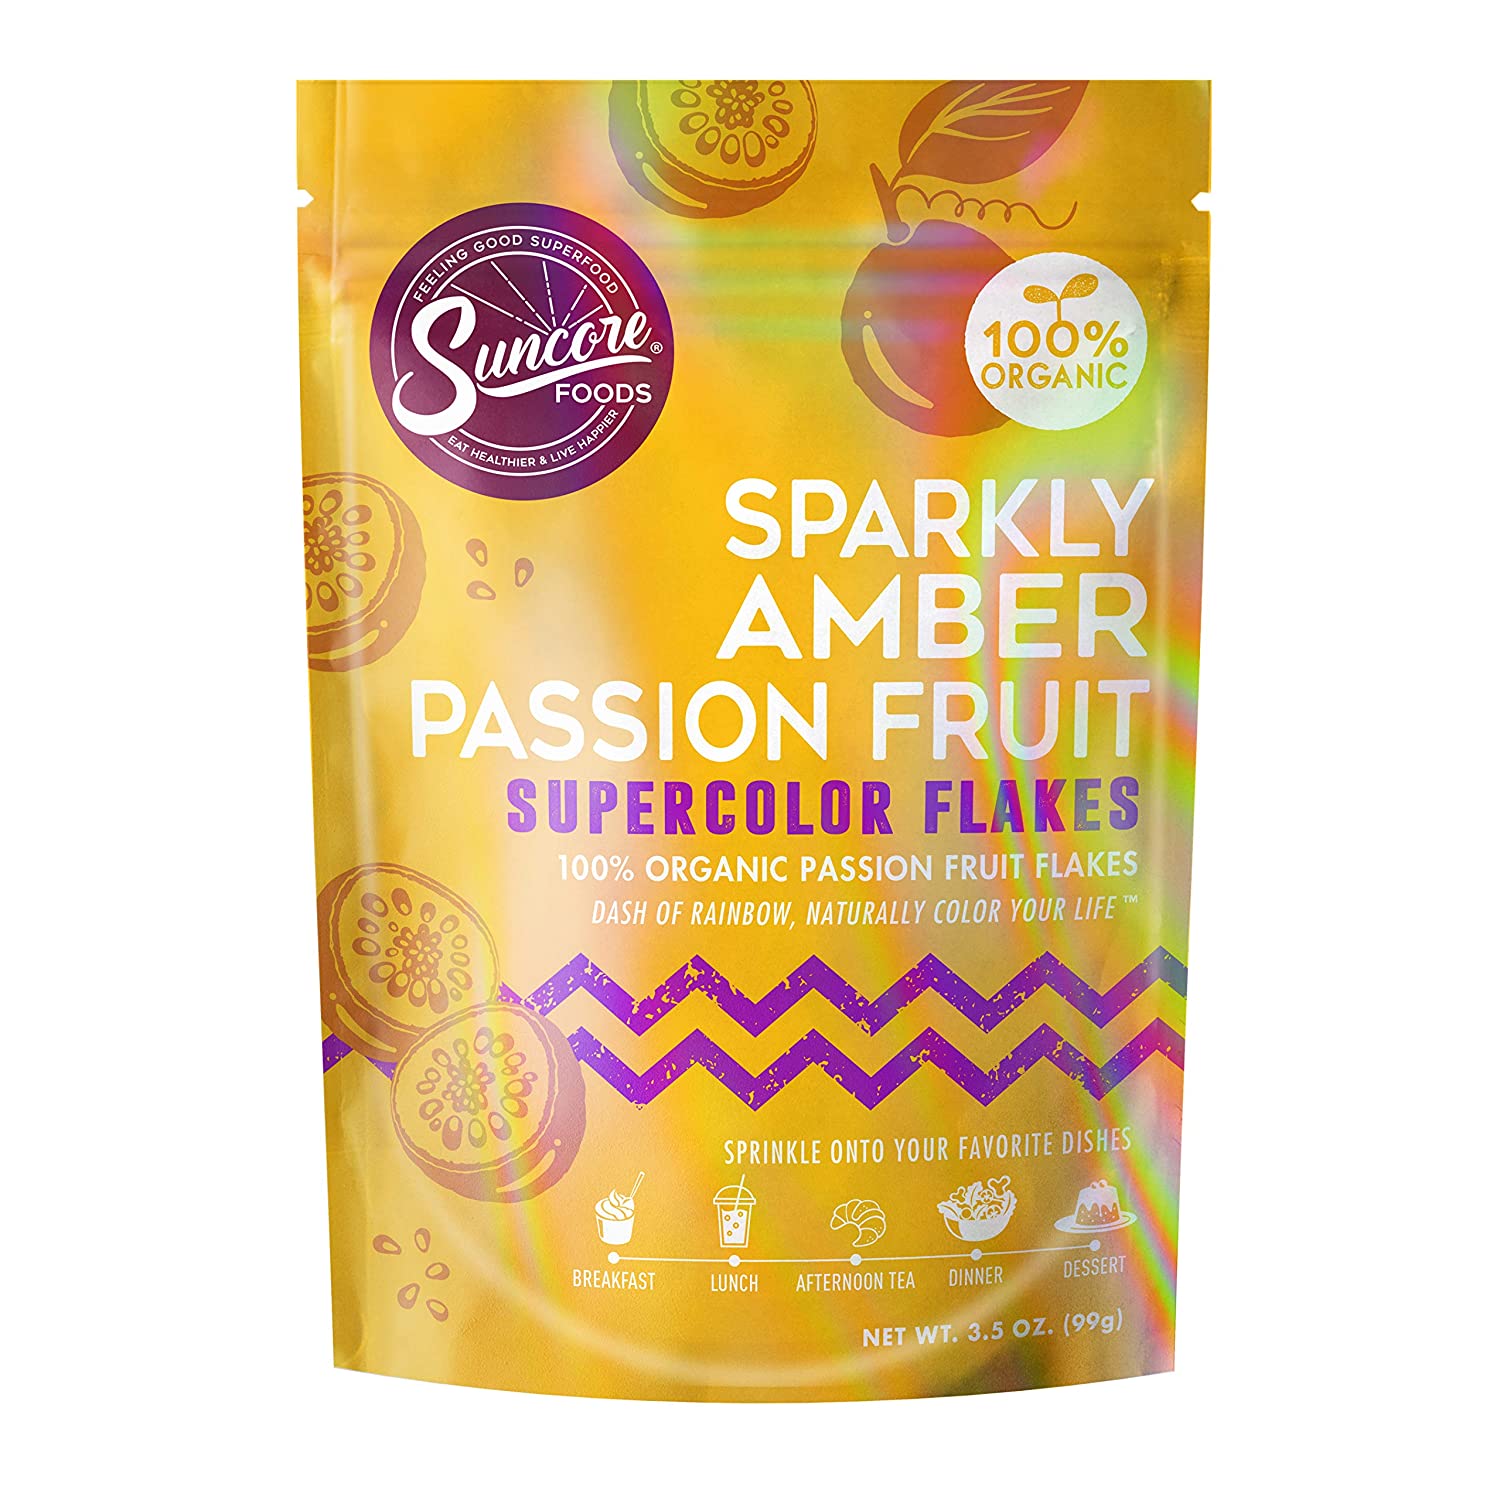 FEELING GOOD SUPERFOOD
Suncore®
FOODS
EAT HEALTHIER & LIVE HAPPIER
100%
ORGANIC
SPARKLY
AMBER
PASSION FRUIT
SUPERCOLOR FLAKES
100% ORGANIC PASSION FRUIT FLAKES
DASH OF RAINBOW, NATURALLY COLOR YOUR LIFE™
SPRINKLE ONTO YOUR FAVORITE DISHES
BREAKFAST LUNCH AFTERNOON TEA DINNER DESSERT
NET WT. 3.5 OZ. (99g)